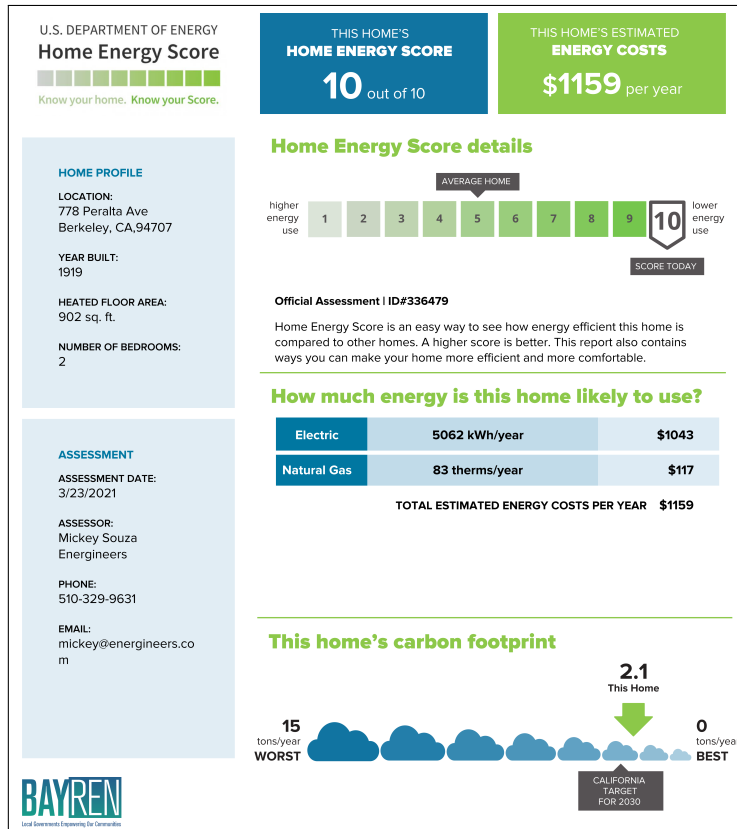 U.S. DEPARTMENT OF ENERGY
Home Energy Score
Know your home. Know your Score.
THIS HOME'S
HOME ENERGY SCORE
10 out of 10
THIS HOME'S ESTIMATED
ENERGY COSTS
$1159 per year
HOME PROFILE
LOCATION:
778 Peralta Ave
Berkeley, CA,94707
YEAR BUILT:
1919
HEATED FLOOR AREA:
902 sq. ft.
NUMBER OF BEDROOMS:
2
ASSESSMENT
ASSESSMENT DATE:
3/23/2021
ASSESSOR:
Mickey Souza
Energineers
PHONE:
510-329-9631
EMAIL:
mickey@energineers.co
m
BAYREN
Local Governments Empowering Our Communities
Home Energy Score details
AVERAGE HOME
higher
energy
use
1 2 3 4 5 6 7 8 9 10
lower
energy
use
SCORE TODAY
Official Assessment | ID#336479
Home Energy Score is an easy way to see how energy efficient this home is
compared to other homes. A higher score is better. This report also contains
ways you can make your home more efficient and more comfortable.
How much energy is this home likely to use?
Electric 5062 kWh/year $1043
Natural Gas 83 therms/year $117
TOTAL ESTIMATED ENERGY COSTS PER YEAR $1159
This home's carbon footprint
2.1
This Home
15
tons/year
WORST
0
tons/yea
BEST
CALIFORNIA
TARGET
FOR 2030